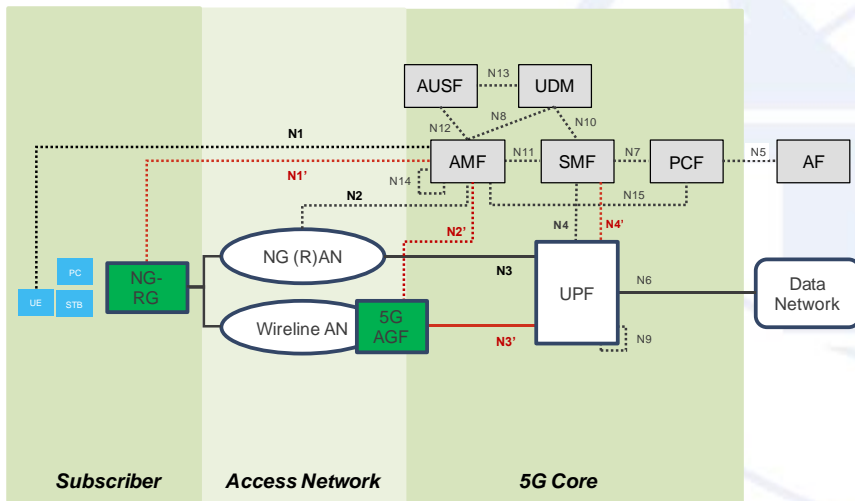 N13
AUSF
UDM
N8
N12
N10
N1
AMF
N11
SMF
N7
PCF
N5
AF
N1’
N14
N2
N15
N4
N4’
N2’
NG (R)AN
N3
PC
NG-
RG
UE
STB
Wireline AN
5G
AGF
N3’
UPF
N6
N9
Data
Network
Subscriber
Access Network
5G Core